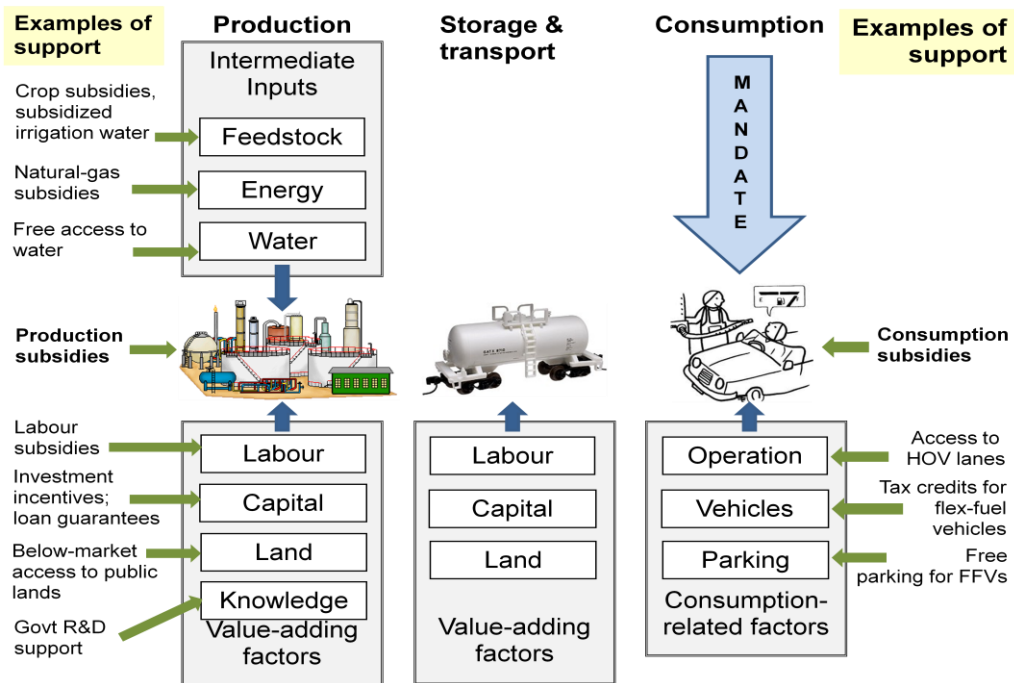 Examples of
support
Production
Storage &
transport
Consumption
Examples of
support
Intermediate
Inputs
Crop subsidies,
subsidized
irrigation water
Feedstock
Natural-gas
subsidies
Energy
Free access to
water
Water
M
A
N
D
A
T
E
Production
subsidies
Consumption
subsidies
Labour
subsidies
Labour
Investment
incentives;
loan guarantees
Capital
Below-market
access to public
lands
Land
Govt R&D
support
Knowledge
Value-adding
factors
Labour
Capital
Land
Value-adding
factors
Operation
Access to
HOV lanes
Vehicles
Tax credits for
flex-fuel
vehicles
Parking
Free
parking for FFVs
Consumption-
related factors